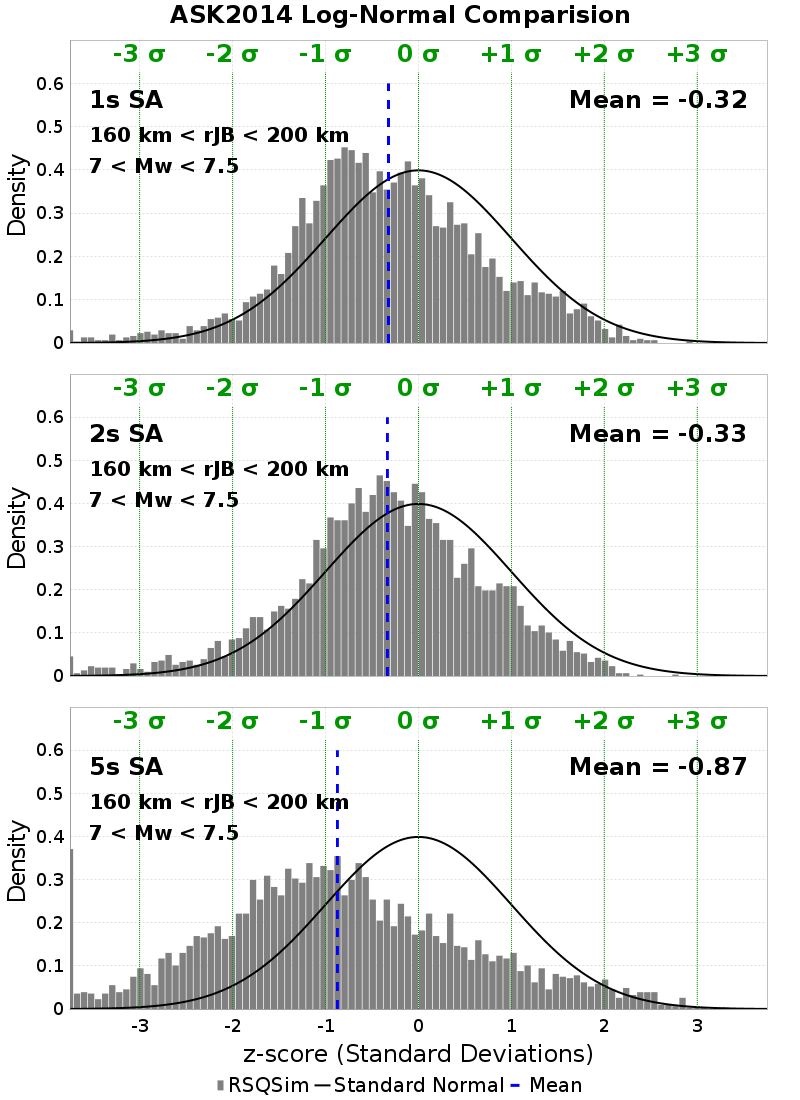 ASK2014 Log-Normal Comparision
-3 σ -2 σ -1 σ 0 σ +1 σ +2 σ +3 σ
0.6
1s SA Mean = -0.32
0.5
160 km < rJB < 200 km
7 < Mw < 7.5
0.4
0.3
0.2
0.1
0
Density
-3 σ -2 σ -1 σ 0 σ +1 σ +2 σ +3 σ
0.6
2s SA Mean = -0.33
0.5
160 km < rJB < 200 km
7 < Mw < 7.5
0.4
0.3
0.2
0.1
0
Density
-3 σ -2 σ -1 σ 0 σ +1 σ +2 σ +3 σ
0.6
5s SA Mean = -0.87
0.5
160 km < rJB < 200 km
7 < Mw < 7.5
0.4
0.3
0.2
0.1
0
Density
-3 -2 -1 0 1 2 3
z-score (Standard Deviations)
RSQSim Standard Normal Mean